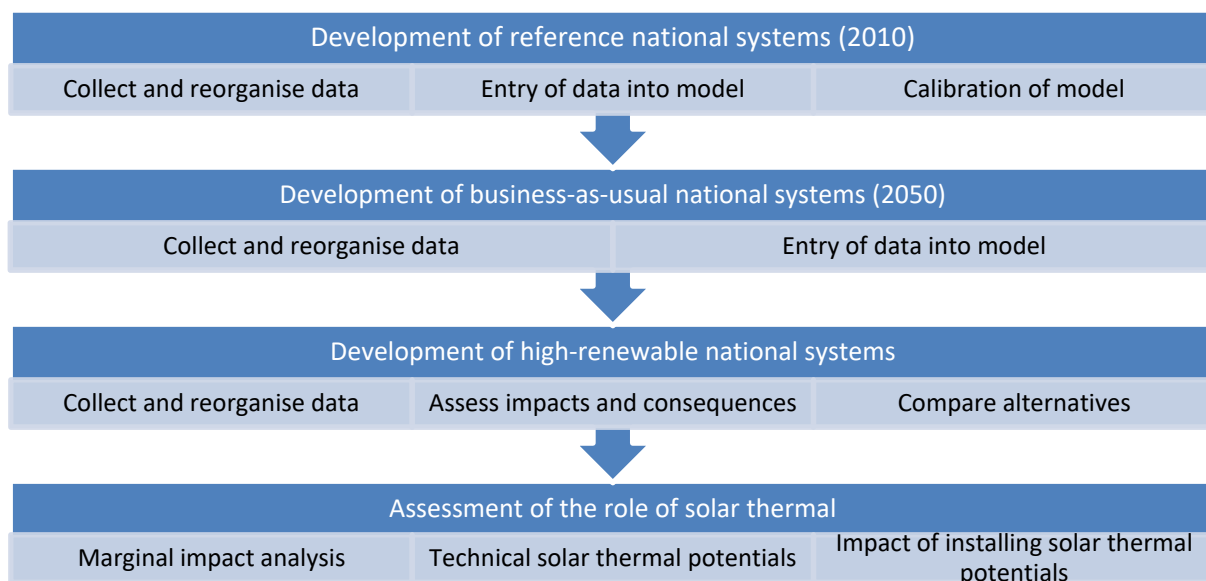 Development of reference national systems (2010)
Collect and reorganise data
Entry of data into model
Calibration of model
Development of business-as-usual national systems (2050)
Collect and reorganise data
Entry of data into model
Development of high-renewable national systems
Collect and reorganise data
Assess impacts and consequences
Compare alternatives
Assessment of the role of solar thermal
Marginal impact analysis
Technical solar thermal potentials
Impact of installing solar thermal
potentials